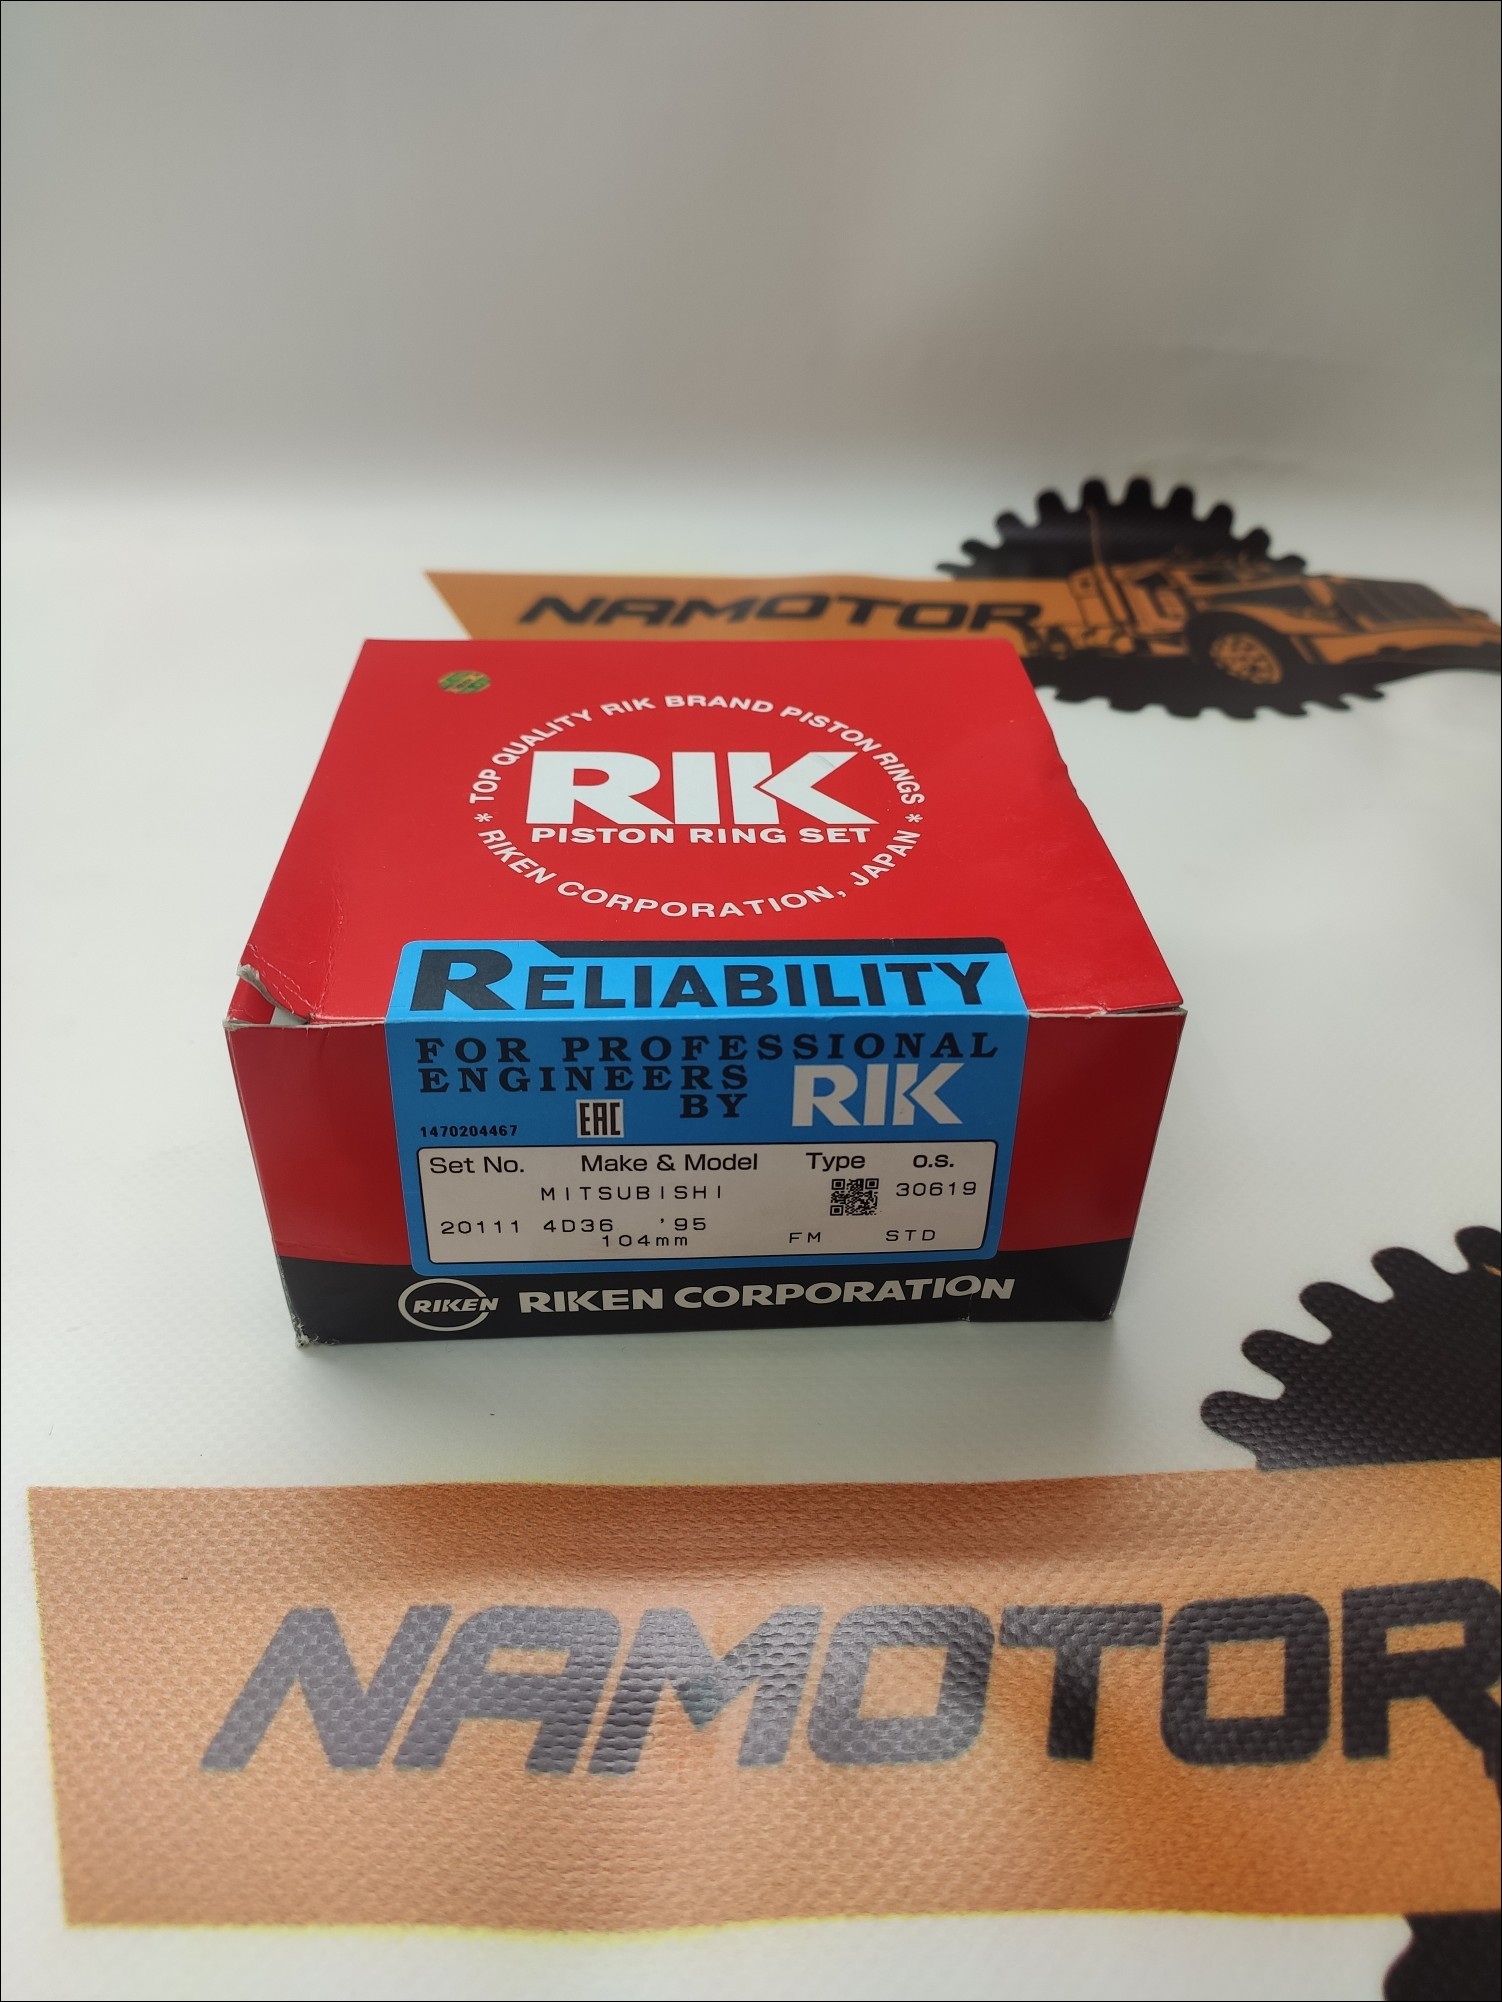 NAMOTOR
TOP QUALITY RIK BRAND PISTON RINGS
RIK
PISTON RING SET
* RIKEN CORPORATION, JAPAN *
RELIABILITY
FOR PROFESSIONAL
ENGINEERS
BY RIK
1470204467 EAC
Set No. Make & Model Type o.s.
MITSUBISHI 30619
20111 4D36 '95
104mm FM STD
RIKEN RIKEN CORPORATION
NAMOTOR